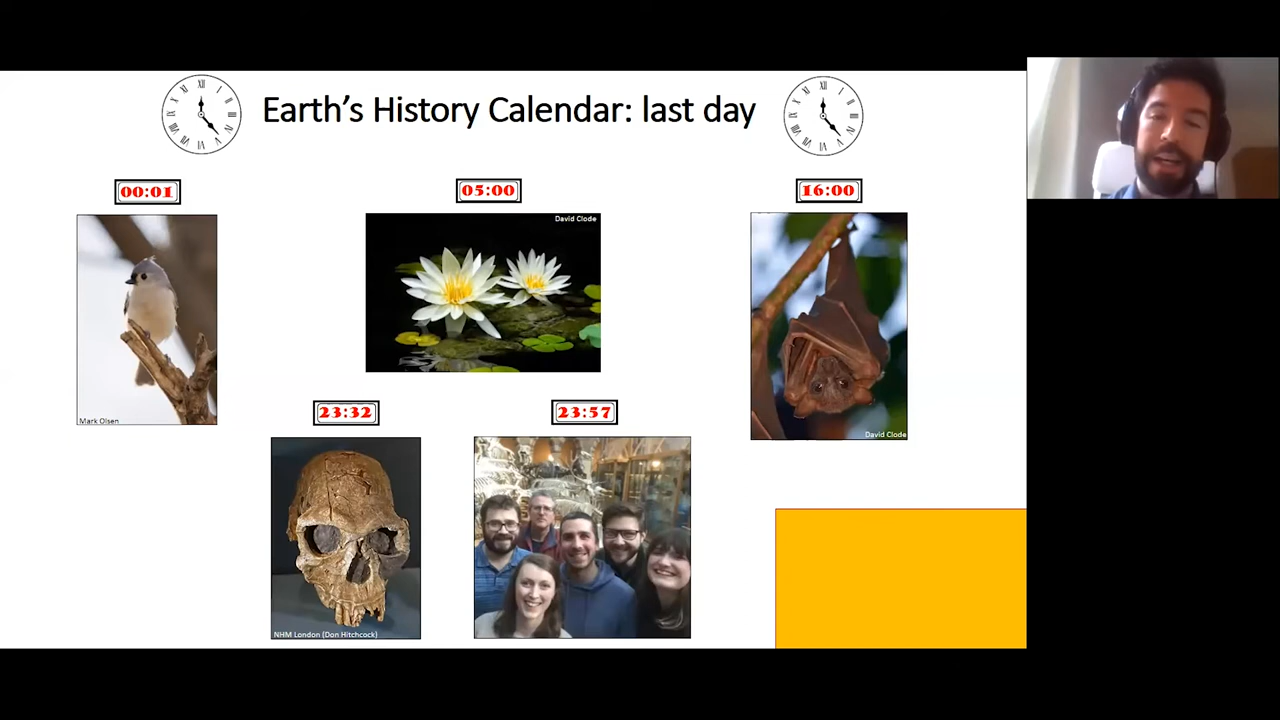 Earth's History Calendar: last day
00:01
05:00
16:00
David Clode
Mark Olsen
David Clode
23:32
23:57
NHM London (Don Hitchcock)